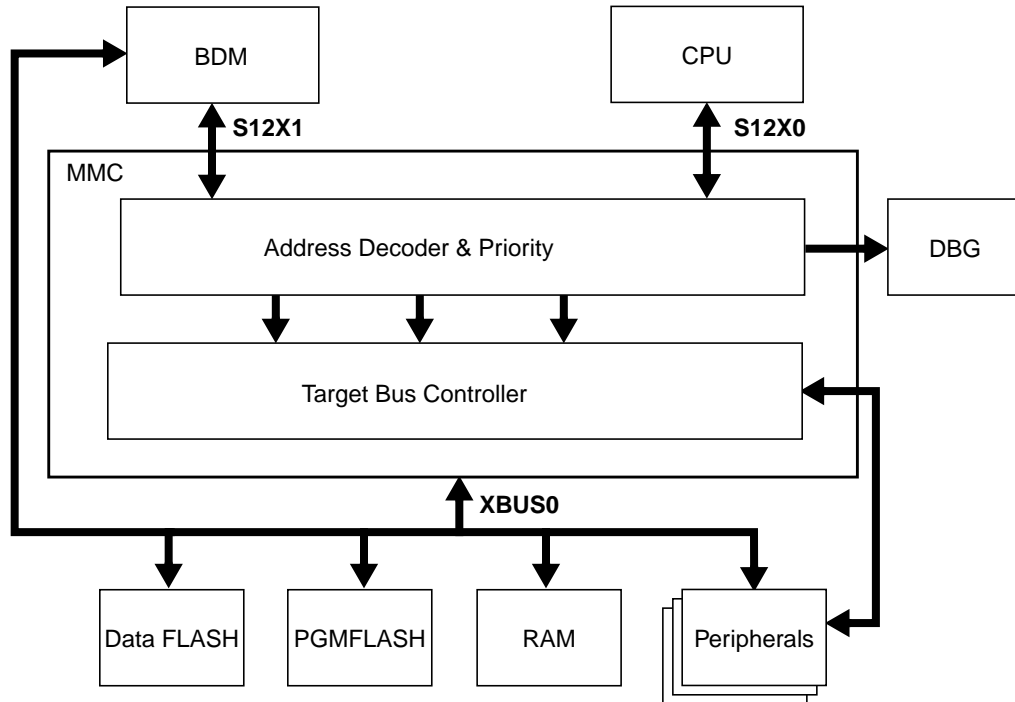 BDM
CPU
S12X1
S12X0
MMC
Address Decoder & Priority
DBG
Target Bus Controller
XBUS0
Data FLASH
PGMFLASH
RAM
Peripherals